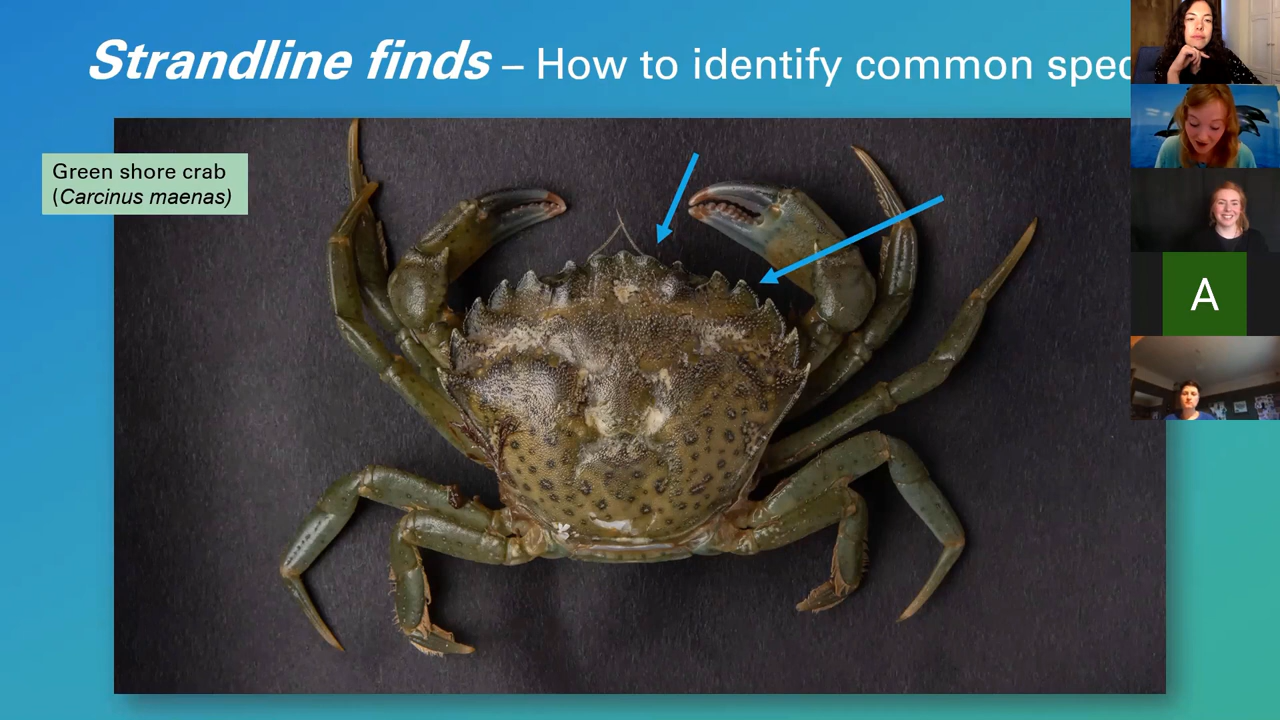 Strandline finds – How to identify common spec
Green shore crab
(Carcinus maenas)
A